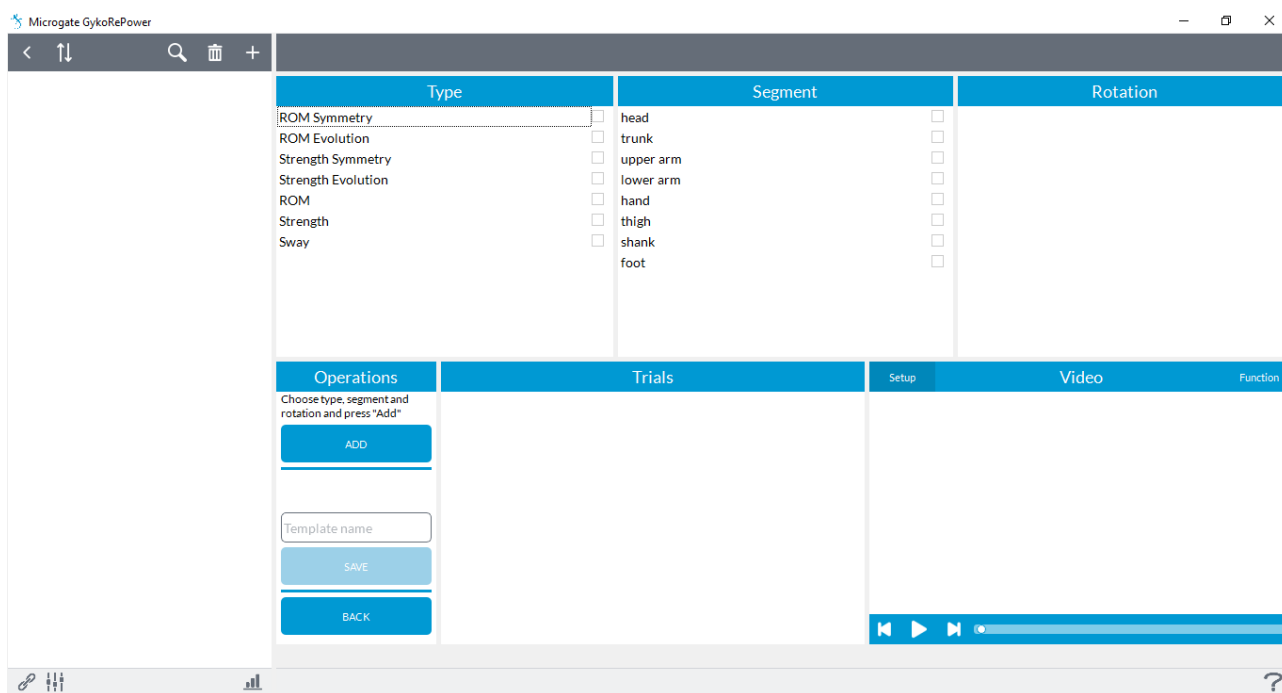 Microgate GykoRePower
Type
Segment
Rotation
ROM Symmetry
ROM Evolution
Strength Symmetry
Strength Evolution
ROM
Strength
Sway
head
trunk
upper arm
lower arm
hand
thigh
shank
foot
Operations
Choose type, segment and
rotation and press "Add"
ADD
Template name
SAVE
BACK
Trials
Setup
Video
Function
?